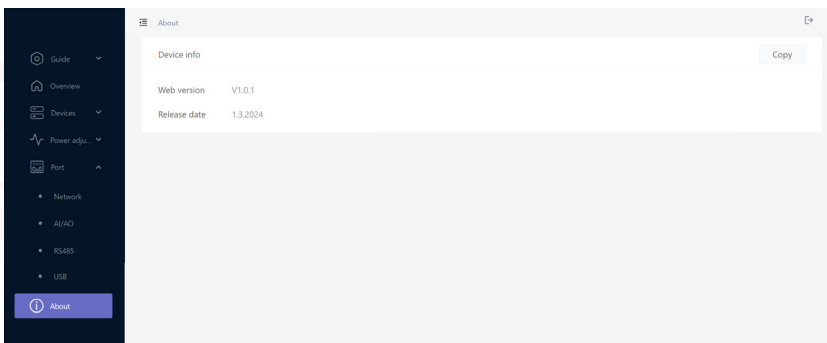 About
Guide
Overview
Devices
Power adju...
Port
Network
AI/AO
RS485
USB
About
Device info
Copy
Web version V1.0.1
Release date 1.3.2024